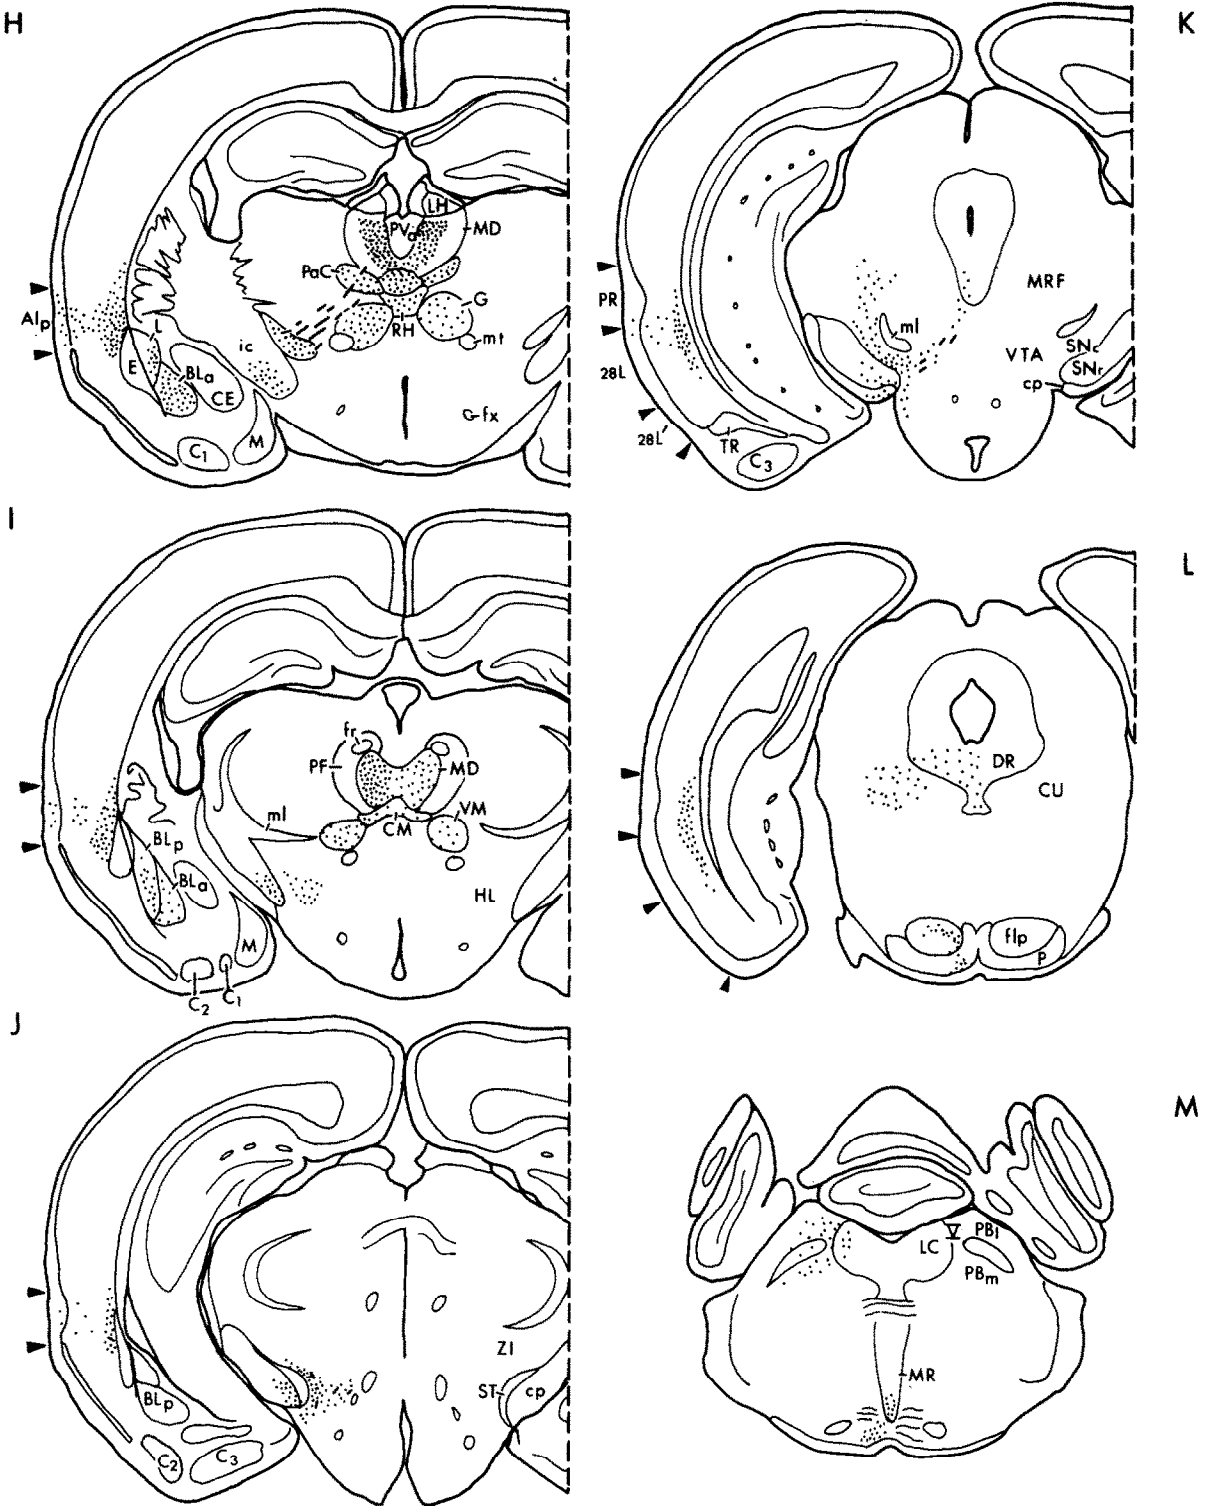 H
LH
PVa
MD
PaC
G
AIp
L
RH
mt
E
BLa
ic
CE
fx
C1
M
I
fr
PF
MD
ml
VM
CM
BLp
BLa
HL
M
C2
C1
J
ZI
BLp
ST
cp
C2
C3
K
MRF
PR
ml
VTA
SNc
28L
SNr
cp
28L'
TR
C3
L
DR
CU
flp
P
M
LC
V
PBl
PBm
MR